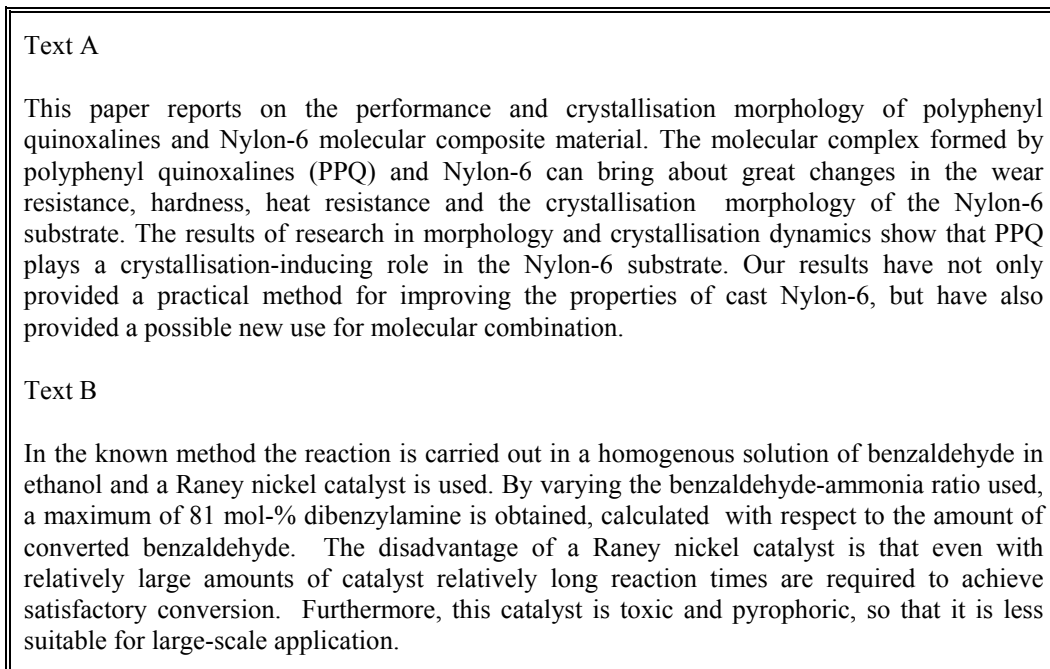 Text A
This paper reports on the performance and crystallisation morphology of polyphenyl
quinoxalines and Nylon-6 molecular composite material. The molecular complex formed by
polyphenyl quinoxalines (PPQ) and Nylon-6 can bring about great changes in the wear
resistance, hardness, heat resistance and the crystallisation morphology of the Nylon-6
substrate. The results of research in morphology and crystallisation dynamics show that PPQ
plays a crystallisation-inducing role in the Nylon-6 substrate. Our results have not only
provided a practical method for improving the properties of cast Nylon-6, but have also
provided a possible new use for molecular combination.
Text B
In the known method the reaction is carried out in a homogenous solution of benzaldehyde in
ethanol and a Raney nickel catalyst is used. By varying the benzaldehyde-ammonia ratio used,
a maximum of 81 mol-% dibenzylamine is obtained, calculated with respect to the amount of
converted benzaldehyde. The disadvantage of a Raney nickel catalyst is that even with
relatively large amounts of catalyst relatively long reaction times are required to achieve
satisfactory conversion. Furthermore, this catalyst is toxic and pyrophoric, so that it is less
suitable for large-scale application.